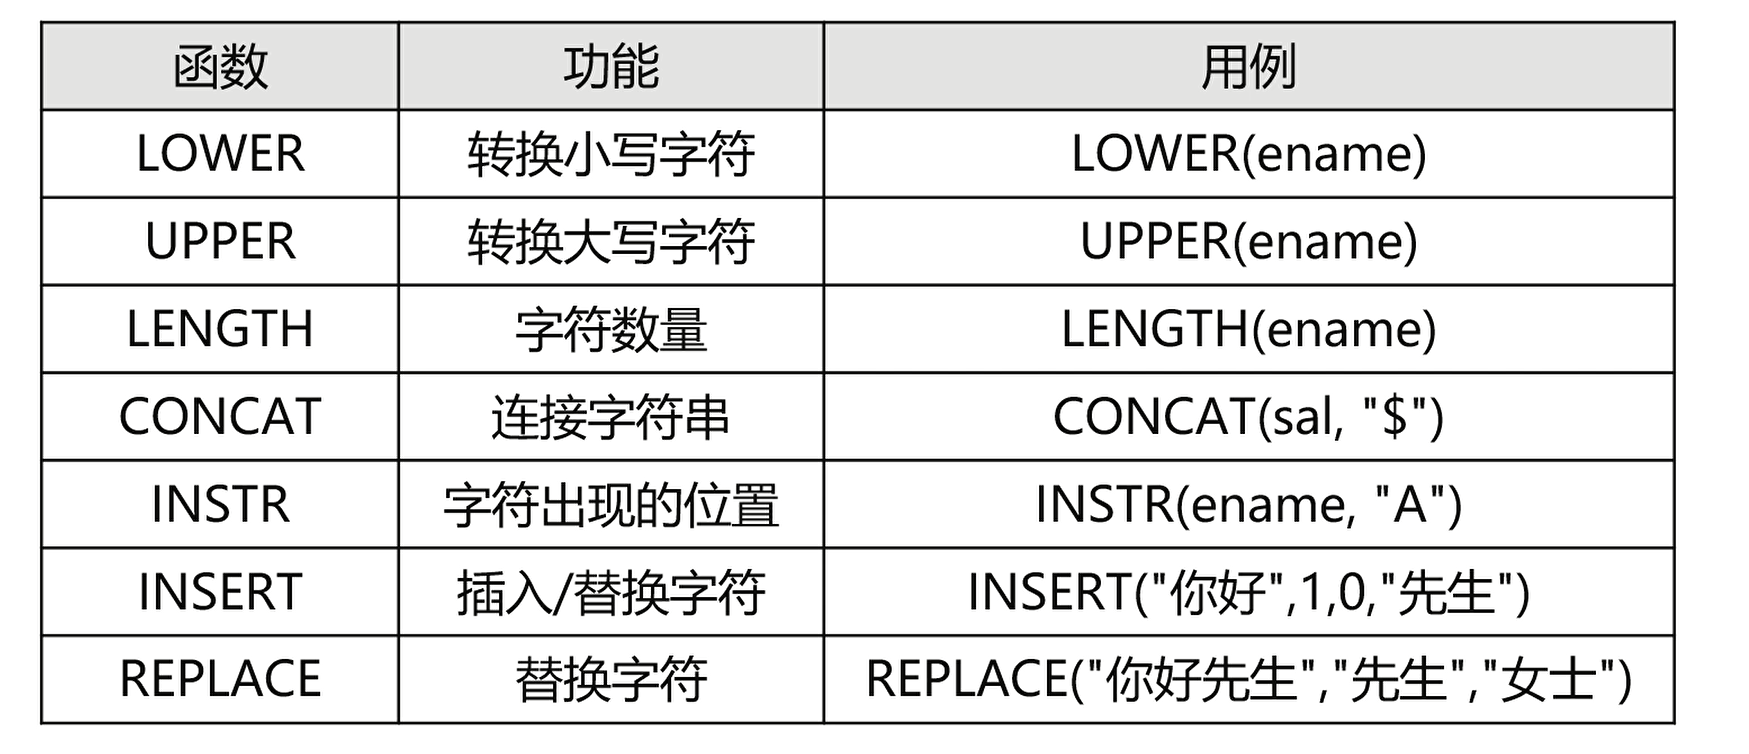 函数 功能 用例
LOWER 转换小写字符 LOWER(ename)
UPPER 转换大写字符 UPPER(ename)
LENGTH 字符数量 LENGTH(ename)
CONCAT 连接字符串 CONCAT(sal, "$")
INSTR 字符出现的位置 INSTR(ename, "A")
INSERT 插入/替换字符 INSERT("你好",1,0,"先生")
REPLACE 替换字符 REPLACE("你好先生","先生","女士")